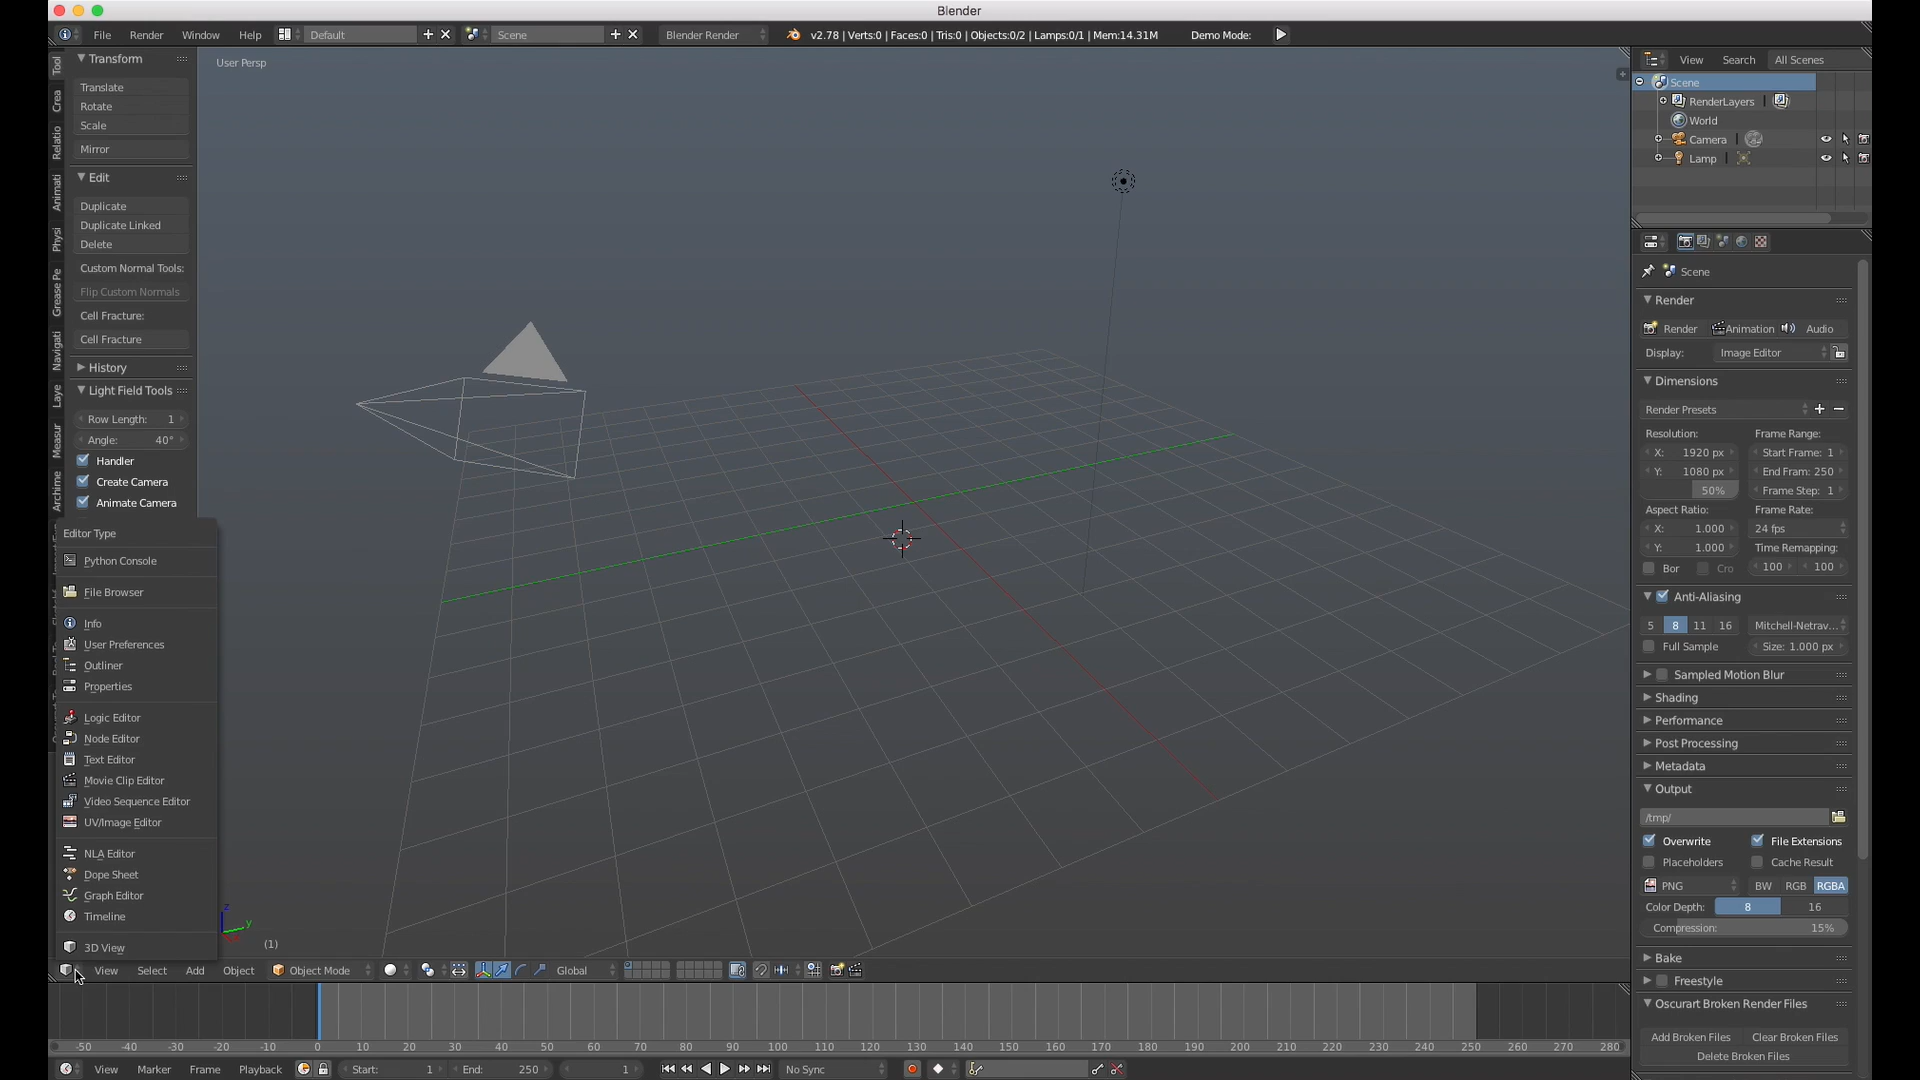 Blender
File Render Window Help Default Scene Blender Render v2.78 | Verts:0 | Faces:0 | Tris:0 | Objects:0/2 | Lamps:0/1 | Mem:14.31M Demo Mode:
Tool
Crea
Relatio
Animati
Physi
Grease Pe
Navigati
Laye
Measur
Archime
Transform
Translate
Rotate
Scale
Mirror
Edit
Duplicate
Duplicate Linked
Delete
Custom Normal Tools:
Flip Custom Normals
Cell Fracture:
Cell Fracture
History
Light Field Tools
Row Length: 1
Angle: 40°
Handler
Create Camera
Animate Camera
Editor Type
Python Console
File Browser
Info
User Preferences
Outliner
Properties
Logic Editor
Node Editor
Text Editor
Movie Clip Editor
Video Sequence Editor
UV/Image Editor
NLA Editor
Dope Sheet
Graph Editor
Timeline
3D View
User Persp
z
y
(1)
View Select Add Object Object Mode Global
-50 -40 -30 -20 -10 0 10 20 30 40 50 60 70 80 90 100 110 120 130 140 150 160 170 180 190 200 210 220 230 240 250 260 270 280
View Marker Frame Playback Start: 1 End: 250 1 No Sync
View Search All Scenes
Scene
RenderLayers |
World
Camera |
Lamp |
Scene
Render
Render Animation Audio
Display: Image Editor
Dimensions
Render Presets
Resolution: Frame Range:
X: 1920 px Start Frame: 1
Y: 1080 px End Fram: 250
50% Frame Step: 1
Aspect Ratio: Frame Rate:
X: 1.000 24 fps
Y: 1.000 Time Remapping:
Bor Cro 100 100
Anti-Aliasing
5 8 11 16 Mitchell-Netrav...
Full Sample Size: 1.000 px
Sampled Motion Blur
Shading
Performance
Post Processing
Metadata
Output
/tmp/
Overwrite File Extensions
Placeholders Cache Result
PNG BW RGB RGBA
Color Depth: 8 16
Compression: 15%
Bake
Freestyle
Oscurart Broken Render Files
Add Broken Files Clear Broken Files
Delete Broken Files